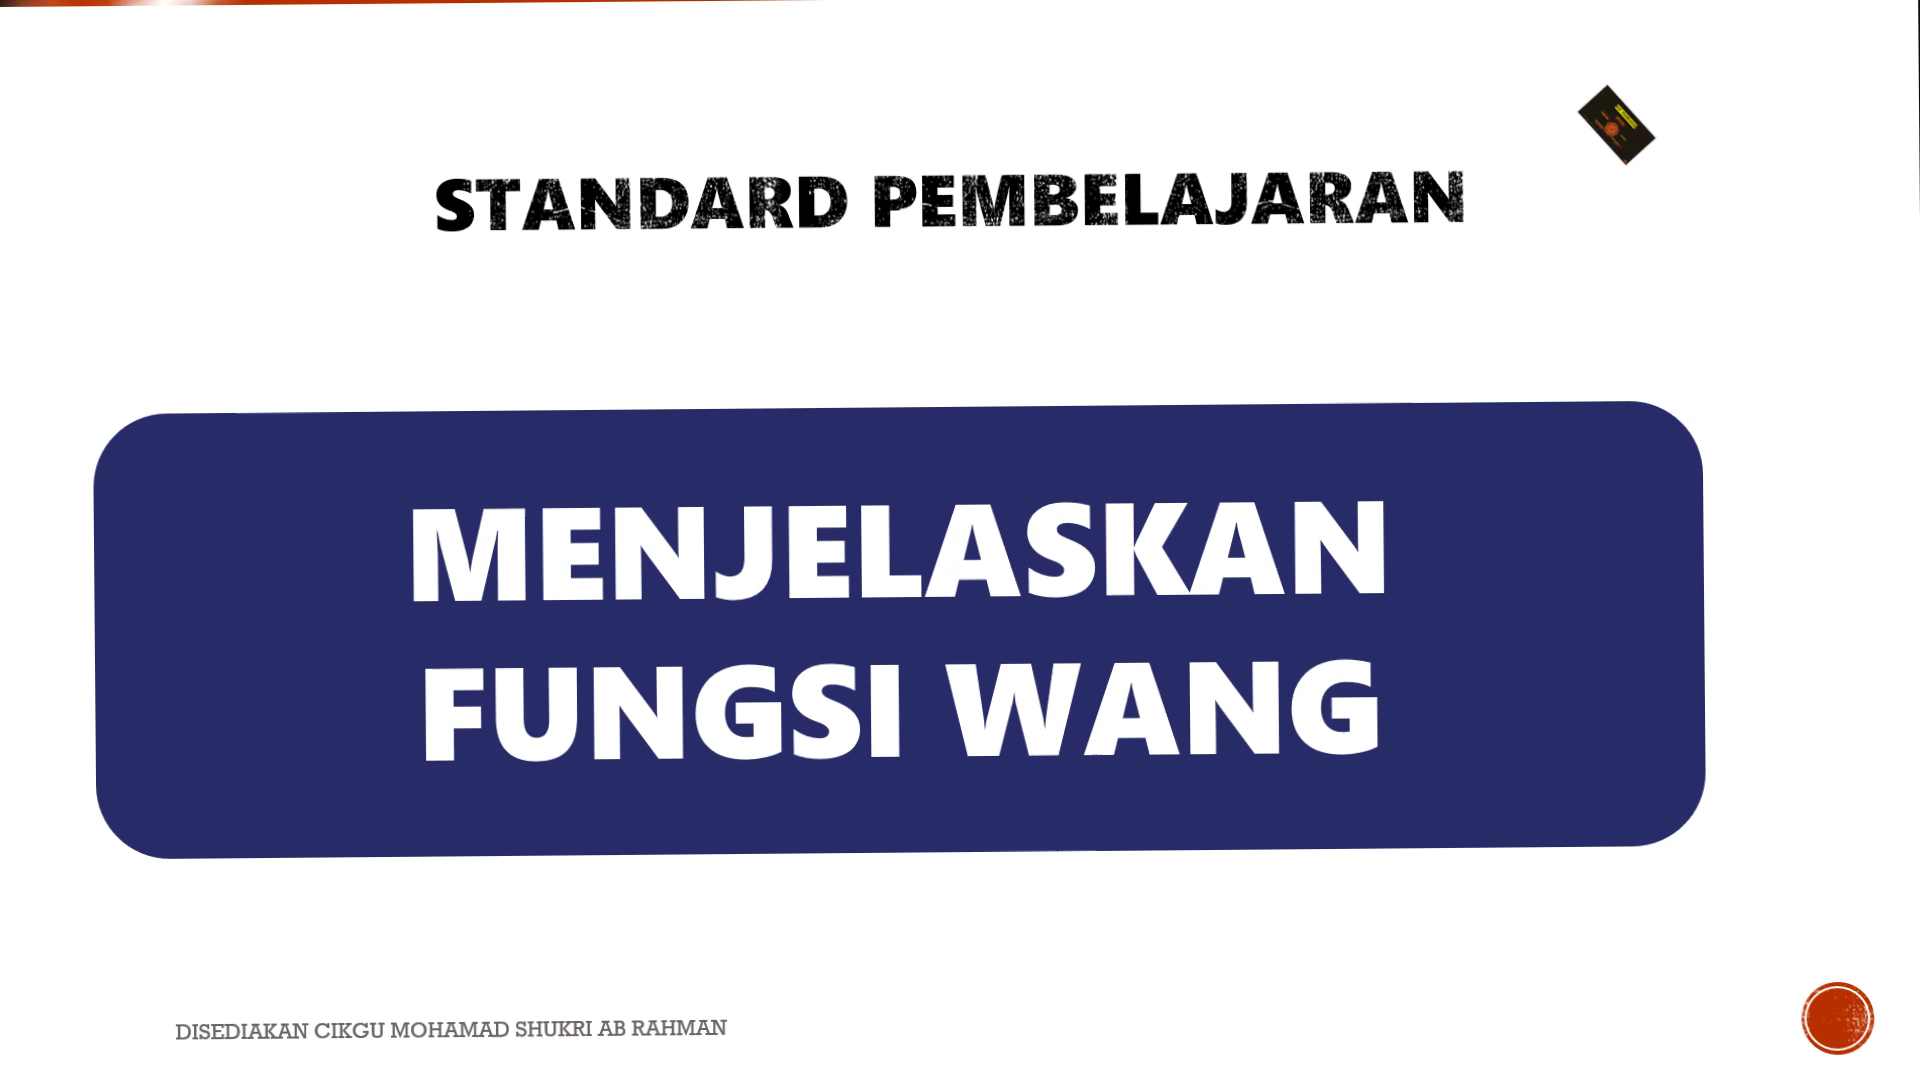 STANDARD PEMBELAJARAN
MENJELASKAN
FUNGSI WANG
DISEDIAKAN CIKGU MOHAMAD SHUKRI AB RAHMAN